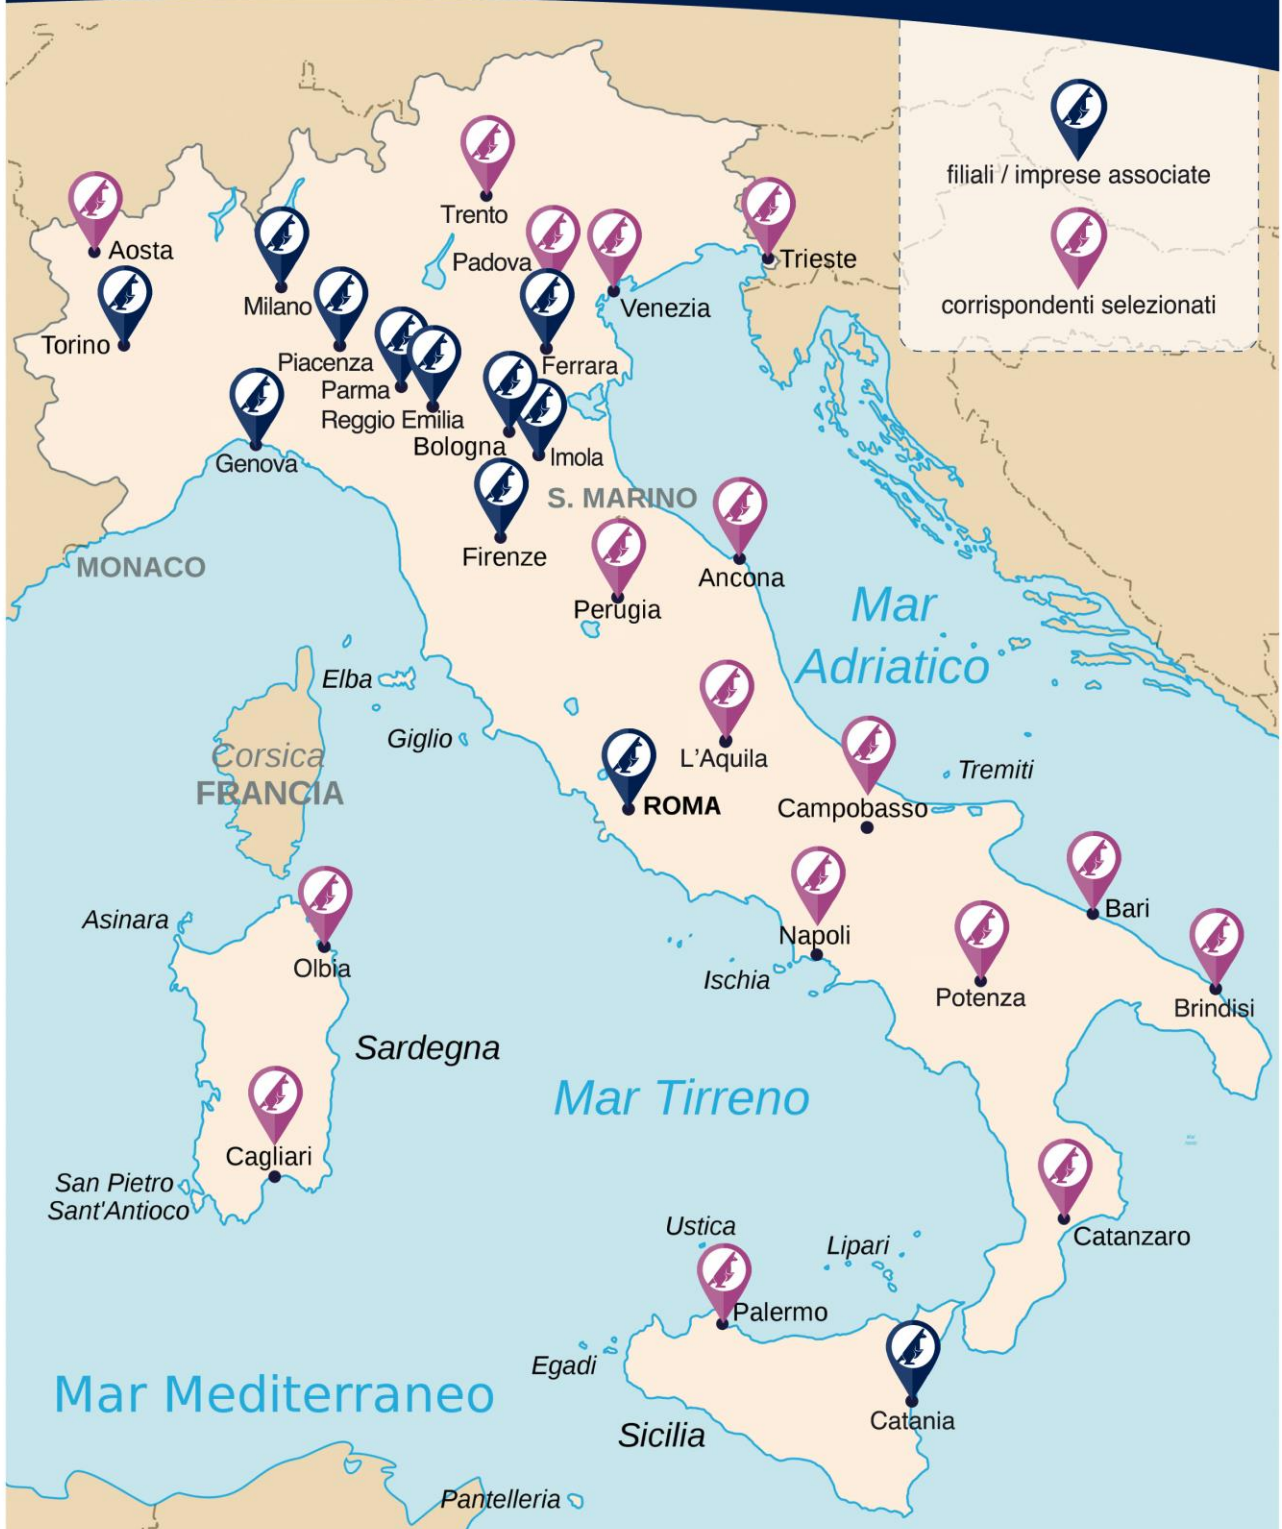 filiali / imprese associate
corrispondenti selezionati
Trento
Aosta
Padova
Trieste
Milano
Venezia
Torino
Piacenza
Ferrara
Parma
Reggio Emilia
Bologna
Imola
Genova
S. MARINO
Firenze
MONACO
Ancona
Perugia
Mar
Adriatico
Elba
Giglio
L'Aquila
Corsica
FRANCIA
Tremiti
ROMA
Campobasso
Bari
Asinara
Napoli
Olbia
Ischia
Potenza
Brindisi
Sardegna
Mar Tirreno
Cagliari
San Pietro
Sant'Antioco
Ustica
Catanzaro
Lipari
Palermo
Egadi
Mar Mediterraneo
Catania
Sicilia
Pantelleria